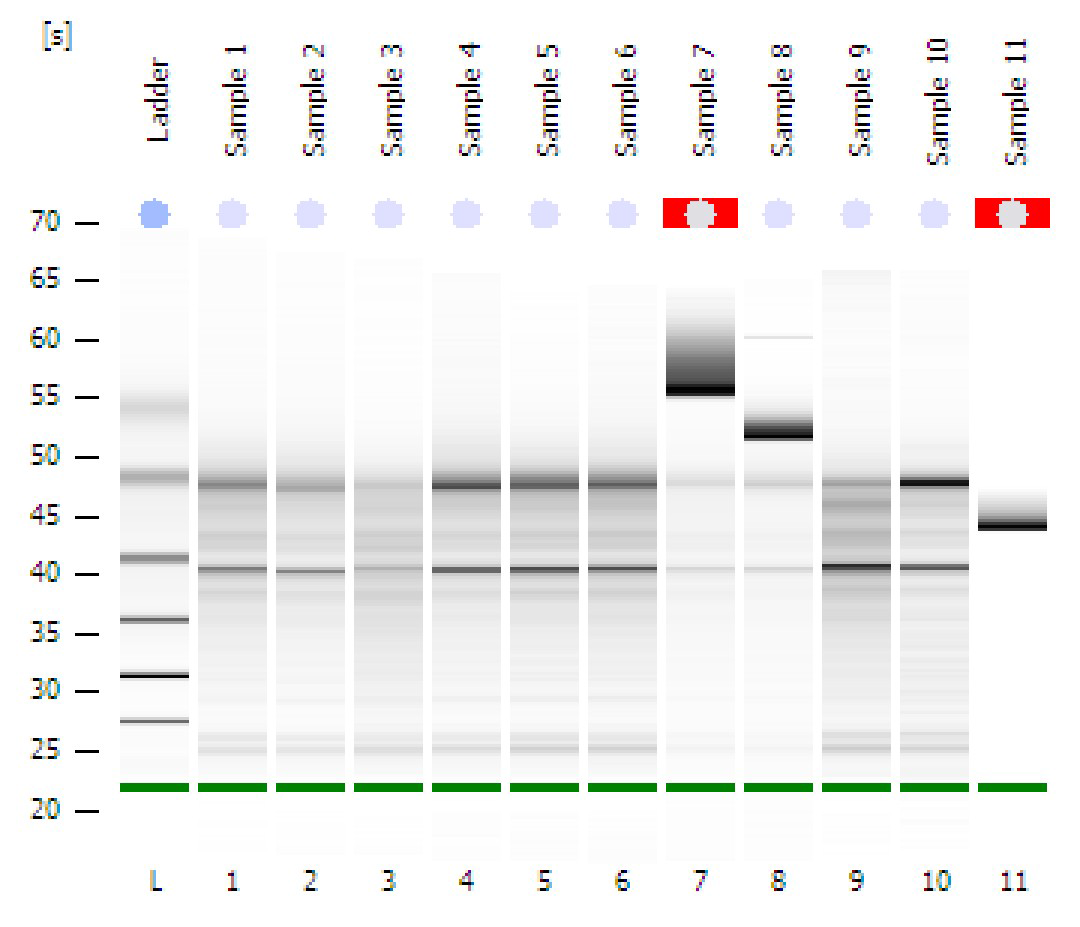 [s]
Ladder
Sample 1
Sample 2
Sample 3
Sample 4
Sample 5
Sample 6
Sample 7
Sample 8
Sample 9
Sample 10
Sample 11
70
65
60
55
50
45
40
35
30
25
20
L 1 2 3 4 5 6 7 8 9 10 11